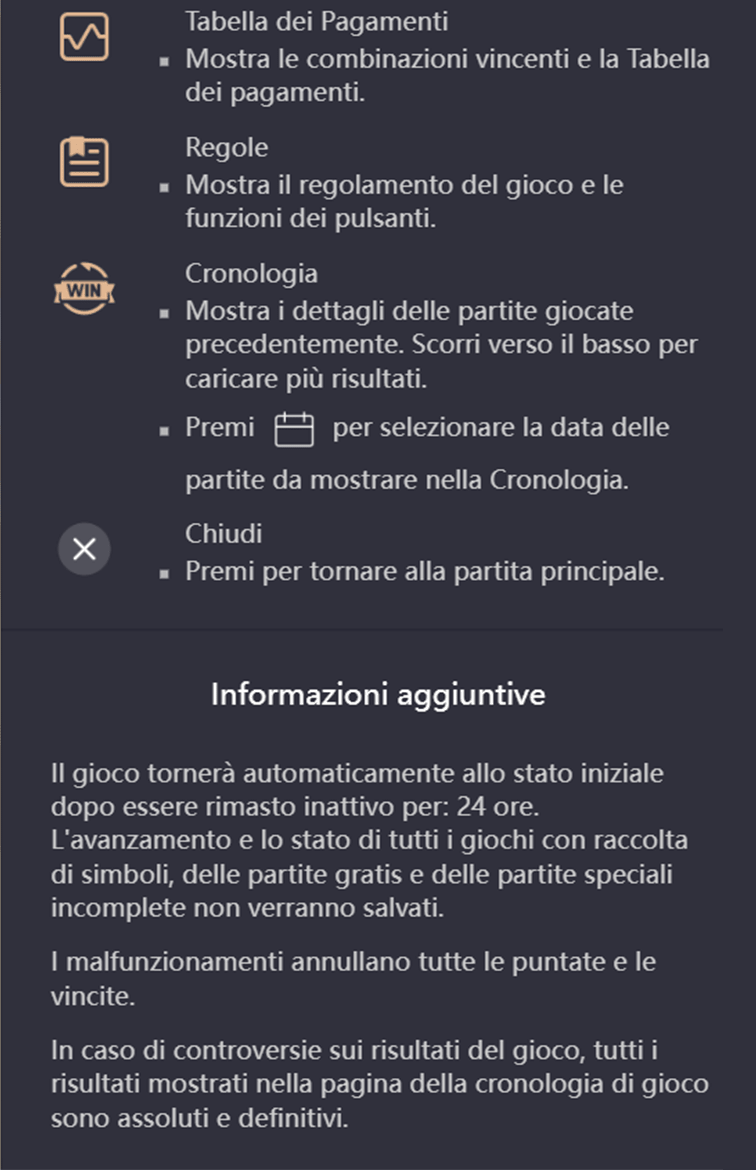 Tabella dei Pagamenti
▪ Mostra le combinazioni vincenti e la Tabella
dei pagamenti.
Regole
▪ Mostra il regolamento del gioco e le
funzioni dei pulsanti.
WIN
Cronologia
▪ Mostra i dettagli delle partite giocate
precedentemente. Scorri verso il basso per
caricare più risultati.
▪ Premi per selezionare la data delle
partite da mostrare nella Cronologia.
Chiudi
▪ Premi per tornare alla partita principale.
Informazioni aggiuntive
Il gioco tornerà automaticamente allo stato iniziale
dopo essere rimasto inattivo per: 24 ore.
L'avanzamento e lo stato di tutti i giochi con raccolta
di simboli, delle partite gratis e delle partite speciali
incomplete non verranno salvati.
I malfunzionamenti annullano tutte le puntate e le
vincite.
In caso di controversie sui risultati del gioco, tutti i
risultati mostrati nella pagina della cronologia di gioco
sono assoluti e definitivi.